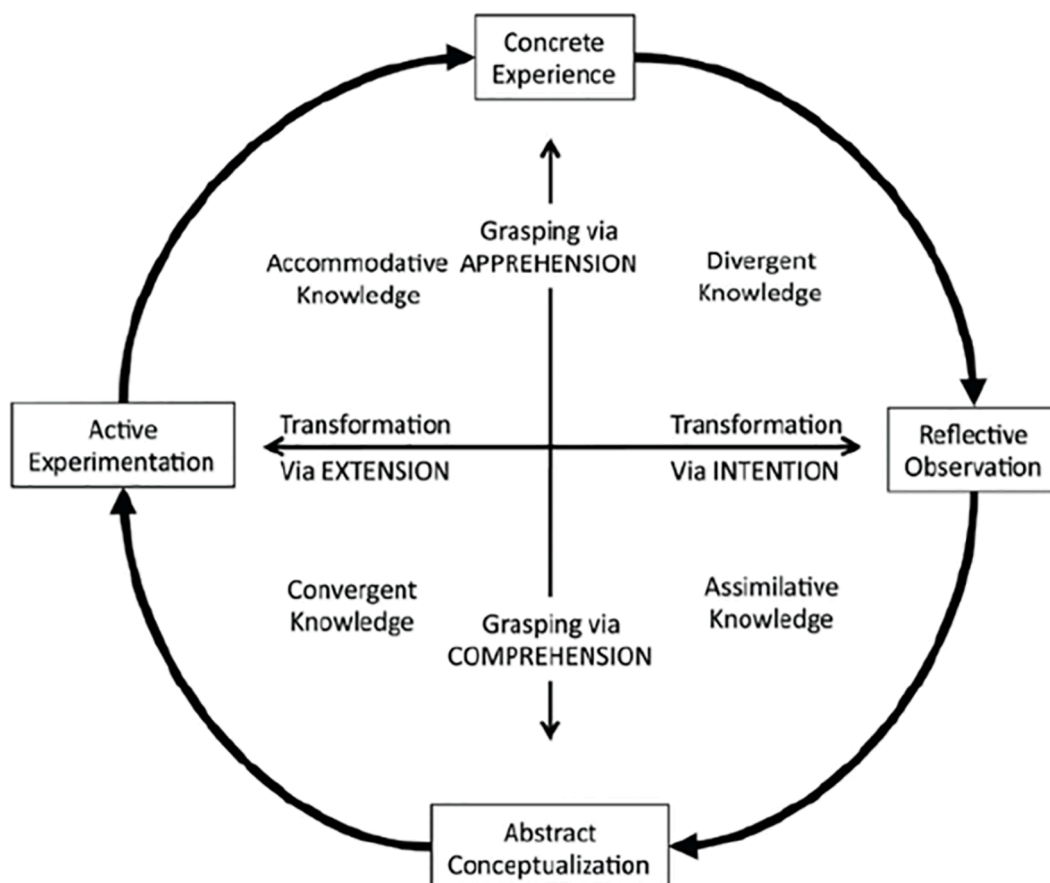 Concrete
Experience
Grasping via
APPREHENSION
Accommodative
Knowledge
Divergent
Knowledge
Active
Experimentation
Transformation
Via EXTENSION
Transformation
Via INTENTION
Reflective
Observation
Convergent
Knowledge
Grasping via
COMPREHENSION
Assimilative
Knowledge
Abstract
Conceptualization